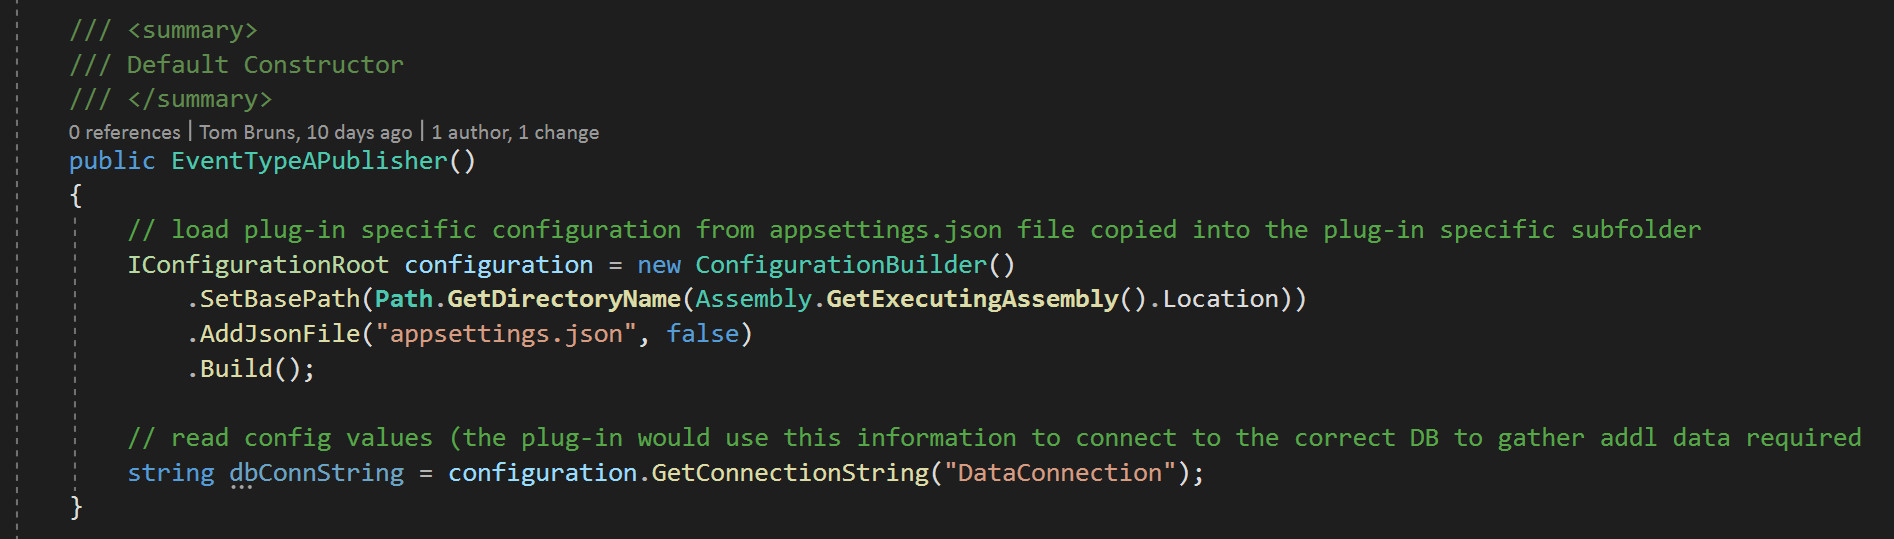 /// <summary>
/// Default Constructor
/// </summary>
0 references | Tom Bruns, 10 days ago | 1 author, 1 change
public EventTypeAPublisher()
{
// load plug-in specific configuration from appsettings.json file copied into the plug-in specific subfolder
IConfigurationRoot configuration = new ConfigurationBuilder()
.SetBasePath(Path.GetDirectoryName(Assembly.GetExecutingAssembly().Location))
.AddJsonFile("appsettings.json", false)
.Build();
// read config values (the plug-in would use this information to connect to the correct DB to gather addl data required
string dbConnString = configuration.GetConnectionString("DataConnection");
}